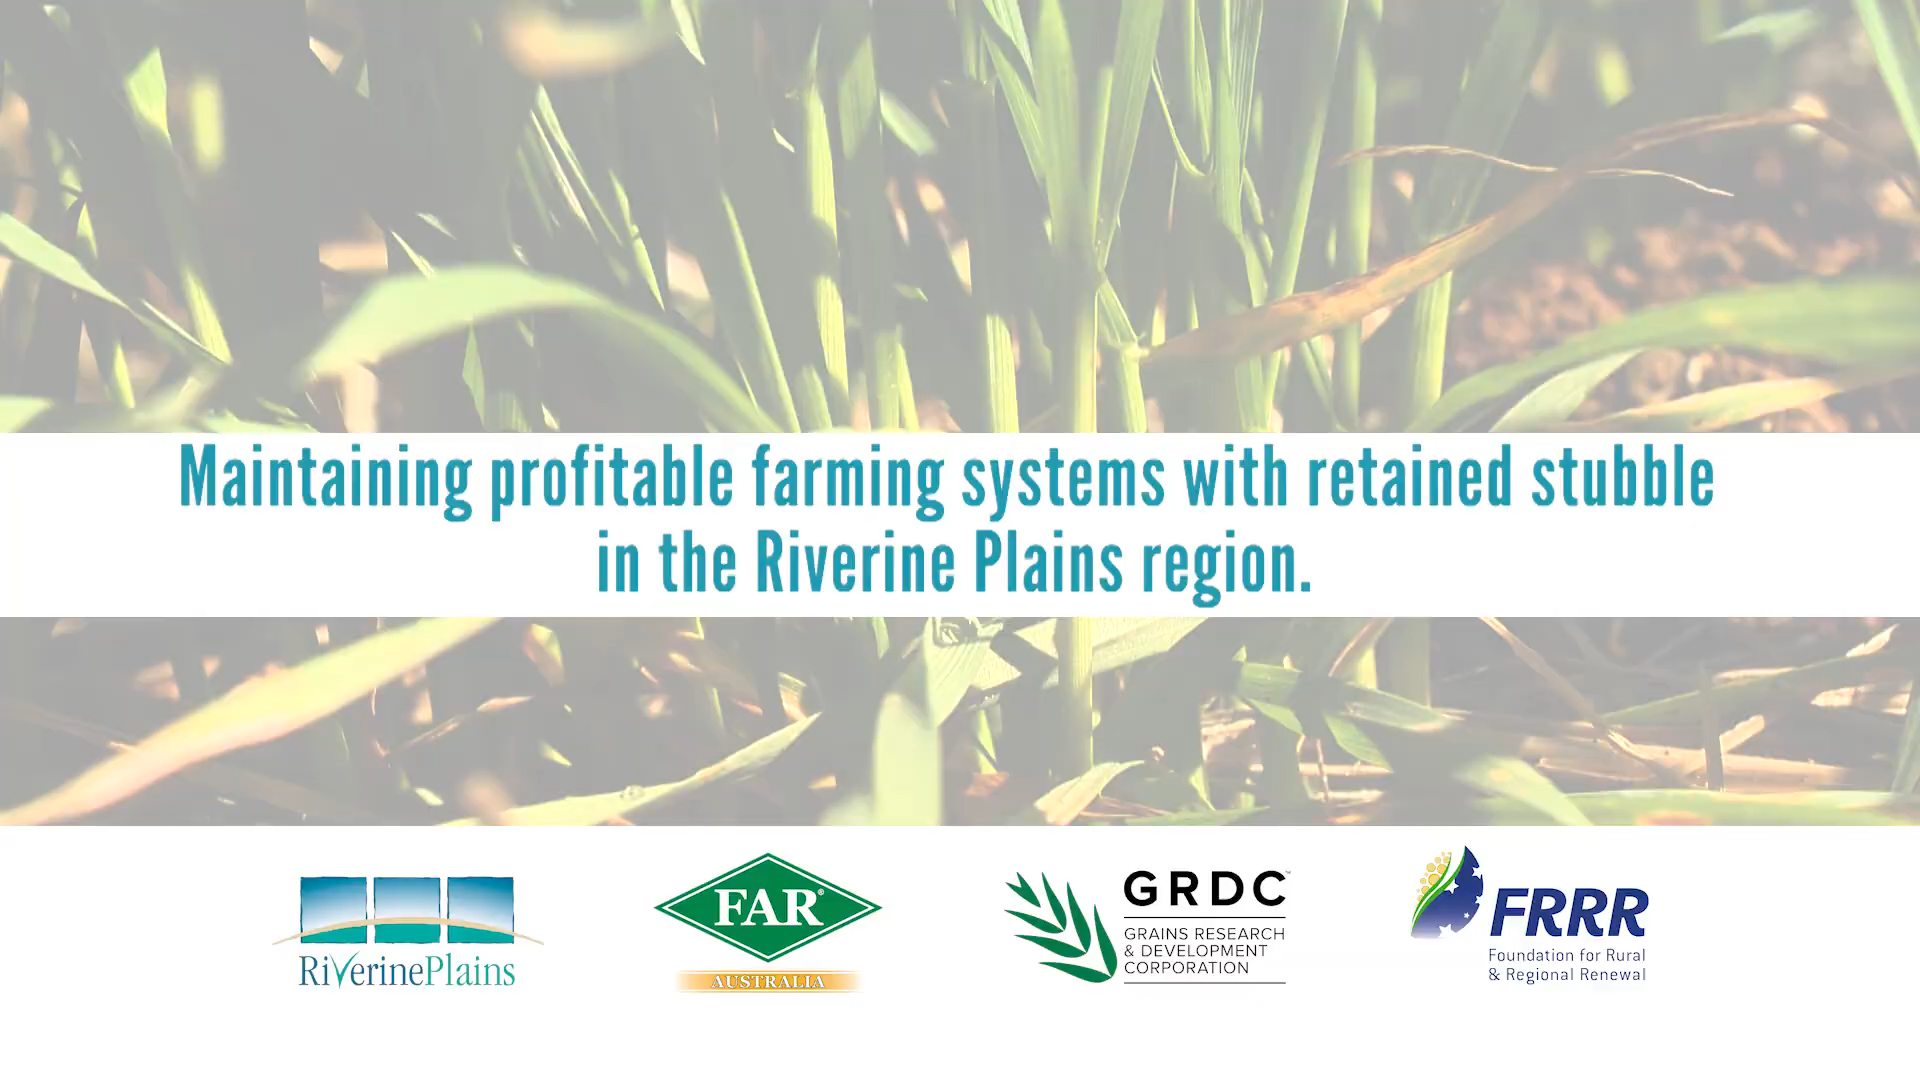 Maintaining profitable farming systems with retained stubble
in the Riverine Plains region.
RiverinePlains
FAR®
AUSTRALIA
GRDC™
GRAINS RESEARCH
& DEVELOPMENT
CORPORATION
FRRR
Foundation for Rural
& Regional Renewal